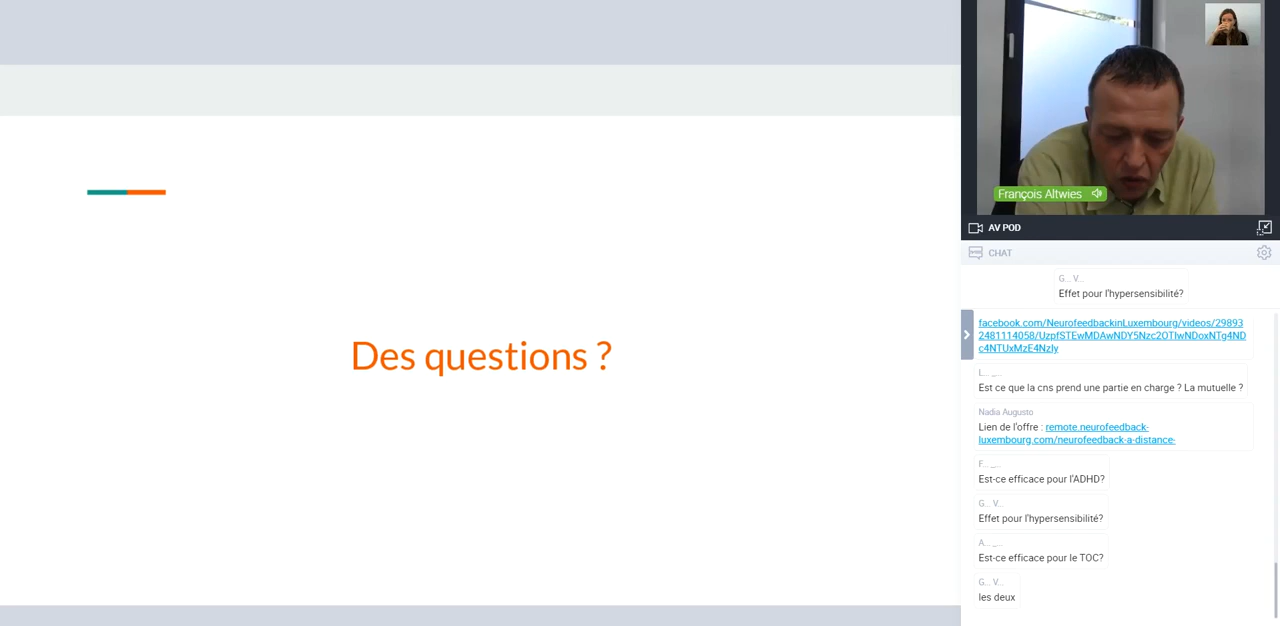 Des questions ?
François Altwies
AV POD
CHAT
G... V...
Effet pour l'hypersensibilité?
facebook.com/NeurofeedbackinLuxembourg/videos/29893
2481114058/UzpfSTEwMDAwNDY5Nzc2OTIwNDoxNTg4ND
c4NTUxMzE4NzIy
L... _...
Est ce que la cns prend une partie en charge ? La mutuelle ?
Nadia Augusto
Lien de l'offre : remote.neurofeedback-
luxembourg.com/neurofeedback-a-distance-
F... _...
Est-ce efficace pour l'ADHD?
G... V...
Effet pour l'hypersensibilité?
A... _...
Est-ce efficace pour le TOC?
G... V...
les deux